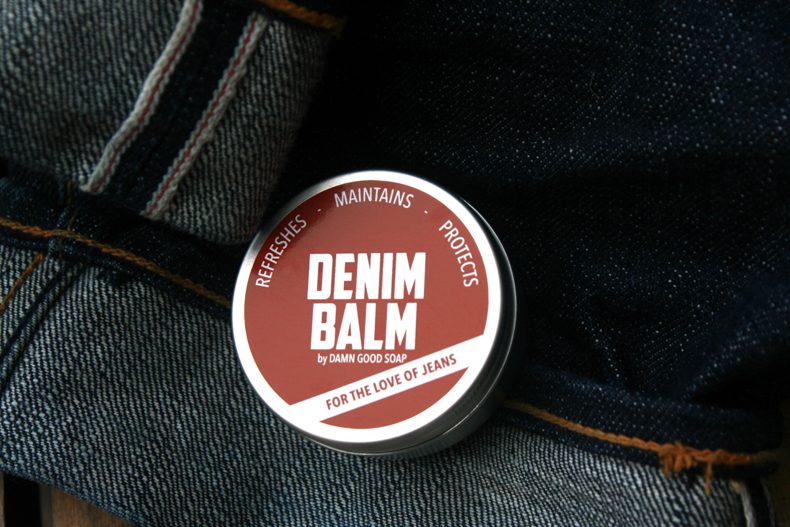 REFRESHES - MAINTAINS - PROTECTS
DENIM
BALM
by DAMN GOOD SOAP
FOR THE LOVE OF JEANS